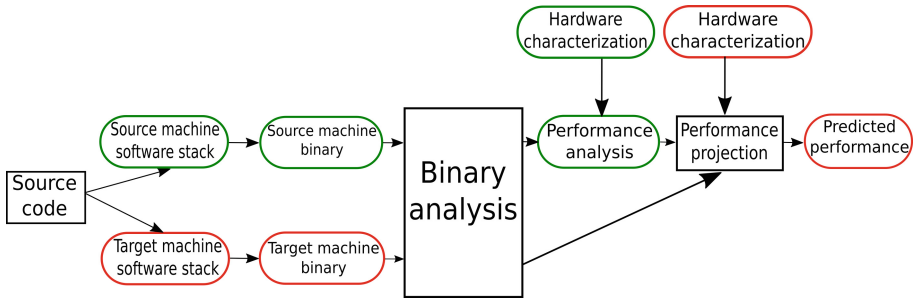 Hardware
characterization
Hardware
characterization
Source machine
software stack
Source machine
binary
Performance
analysis
Performance
projection
Predicted
performance
Source
code
Binary
analysis
Target machine
software stack
Target machine
binary